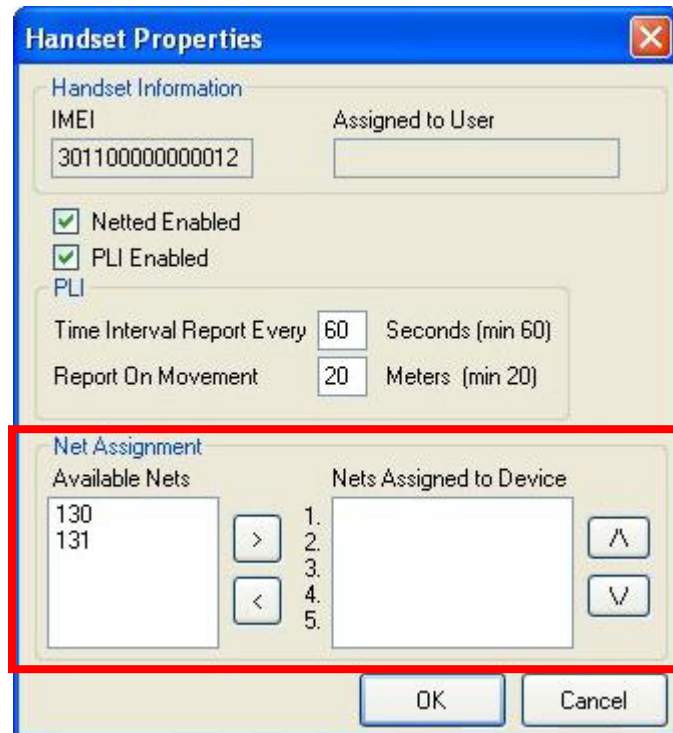 Handset Properties
Handset Information
IMEI Assigned to User
301100000000012
Netted Enabled
PLI Enabled
PLI
Time Interval Report Every 60 Seconds (min 60)
Report On Movement 20 Meters (min 20)
Net Assignment
Available Nets Nets Assigned to Device
130
131
>
<
1.
2.
3.
4.
5.
/\
\/
OK Cancel